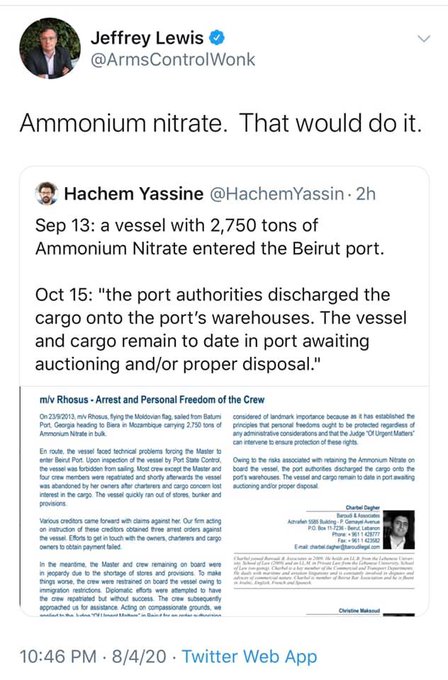 Jeffrey Lewis
@ArmsControlWonk
Ammonium nitrate. That would do it.
Hachem Yassine @HachemYassin · 2h
Sep 13: a vessel with 2,750 tons of
Ammonium Nitrate entered the Beirut port.
Oct 15: "the port authorities discharged the
cargo onto the port's warehouses. The vessel
and cargo remain to date in port awaiting
auctioning and/or proper disposal."
m/v Rhosus - Arrest and Personal Freedom of the Crew
On 23/9/2013, m/v Rhosus, flying the Moldovian flag, sailed from Batumi
Port, Georgia heading to Biera in Mozambique carrying 2,750 tons of
Ammonium Nitrate in bulk.
En route, the vessel faced technical problems forcing the Master to
enter Beirut Port. Upon inspection of the vessel by Port State Control,
the vessel was forbidden from sailing. Most crew except the Master and
four crew members were repatriated and shortly afterwards the vessel
was abandoned by her owners after charterers and cargo concern lost
interest in the cargo. The vessel quickly ran out of stores, bunker and
provisions.
Various creditors came forward with claims against her. Our firm acting
on instruction of these creditors obtained three arrest orders against
the vessel. Efforts to get in touch with the owners, charterers and cargo
owners to obtain payment failed.
In the meantime, the Master and crew remaining on board were
in jeopardy due to the shortage of stores and provisions. To make
things worse, the crew were restrained on board the vessel owing to
immigration restrictions. Diplomatic efforts were attempted to have
the crew repatriated but without success. The crew subsequently
approached us for assistance. Acting on compassionate grounds, we
considered of landmark importance because as it has established the
principles that personal freedom ought to be protected regardless of
any administrative considerations and that the Judge "Of Urgent Matters"
can intervene to ensure protection of these rights.
Owing to the risks associated with retaining the Ammonium Nitrate on
board the vessel, the port authorities discharged the cargo onto the
port's warehouses. The vessel and cargo remain to date in port awaiting
auctioning and/or proper disposal.
Charbel Dagher
Baroudi & Associates
Achrafieh 5585 Building - P. Gemayel Avenue
P.O. Box 11-7236 - Beirut, Lebanon
Phone: + 961 1 428777
Fax: + 961 1 423582
E-mail: charbel.dagher@baroudilegal.com
Christine Maksoud
10:46 PM · 8/4/20 · Twitter Web App